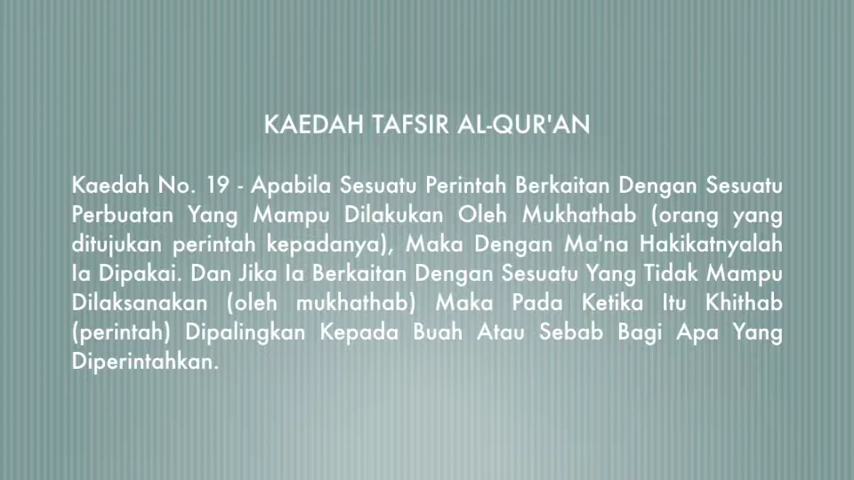 KAEDAH TAFSIR AL-QUR'AN
Kaedah No. 19 - Apabila Sesuatu Perintah Berkaitan Dengan Sesuatu
Perbuatan Yang Mampu Dilakukan Oleh Mukhathab (orang yang
ditujukan perintah kepadanya), Maka Dengan Ma'na Hakikatnyalah
Ia Dipakai. Dan Jika Ia Berkaitan Dengan Sesuatu Yang Tidak Mampu
Dilaksanakan (oleh mukhathab) Maka Pada Ketika Itu Khithab
(perintah) Dipalingkan Kepada Buah Atau Sebab Bagi Apa Yang
Diperintahkan.